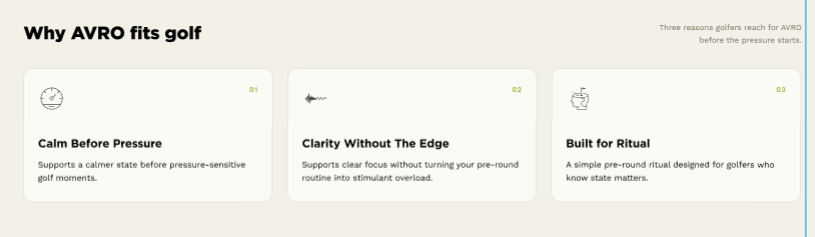 Why AVRO fits golf
Three reasons golfers reach for AVRO
before the pressure starts.
01
Calm Before Pressure
Supports a calmer state before pressure-sensitive
golf moments.
02
Clarity Without The Edge
Supports clear focus without turning your pre-round
routine into stimulant overload.
03
Built for Ritual
A simple pre-round ritual designed for golfers who
know state matters.